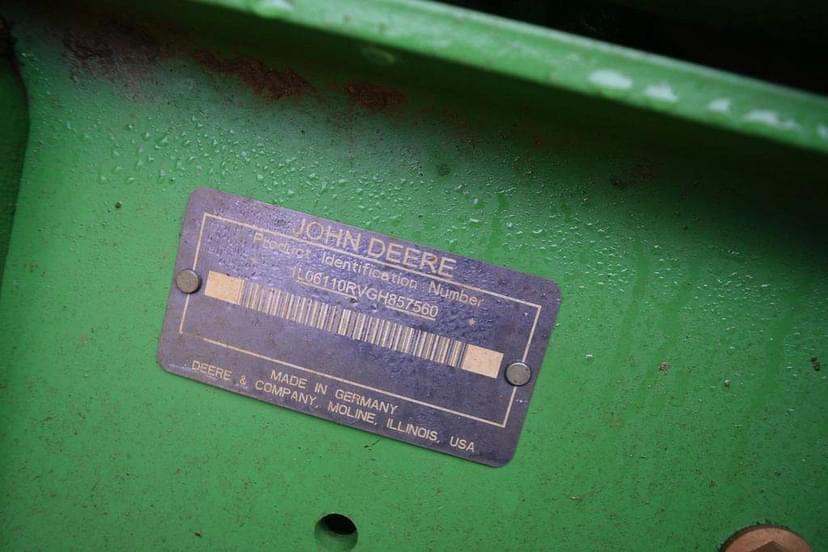 JOHN DEERE
Product Identification Number
1L06110RVGH857560
MADE IN GERMANY
DEERE & COMPANY, MOLINE, ILLINOIS, USA